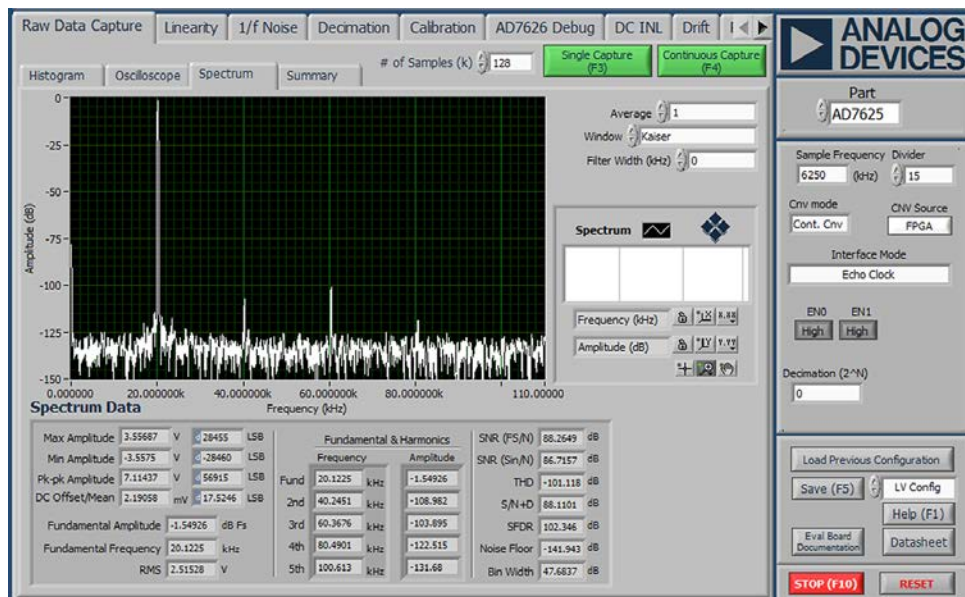 Raw Data Capture Linearity 1/f Noise Decimation Calibration AD7626 Debug DC INL Drift
ANALOG
DEVICES
# of Samples (k) 128 Single Capture
(F3) Continuous Capture
(F4)
Histogram Oscilloscope Spectrum Summary
Average 1
Window Kaiser
Filter Width (kHz) 0
Part
AD7625
Sample Frequency Divider
6250 (kHz) 15
Cnv mode CNV Source
Cont. Cnv FPGA
Interface Mode
Echo Clock
EN0 EN1
High High
Decimation (2^N)
0
Spectrum
Frequency (kHz)
Amplitude (dB)
Amplitude (dB)
0-
-25-
-50-
-75-
-100-
-125-
-150-
0.000000 20.000000k 40.000000k 60.000000k 80.000000k 110.00000
Frequency (kHz)
Spectrum Data
Max Amplitude 3.55687 V 28455 LSB
Min Amplitude -3.5575 V -28460 LSB
Pk-pk Amplitude 7.11437 V 56915 LSB
DC Offset/Mean 2.19058 mV 17.5246 LSB
Fundamental Amplitude -1.54926 dB Fs
Fundamental Frequency 20.1225 kHz
RMS 2.51528 V
Fundamental & Harmonics
Frequency Amplitude
Fund 20.1225 kHz -1.54926
2nd 40.2451 kHz -108.982
3rd 60.3676 kHz -103.895
4th 80.4901 kHz -122.515
5th 100.613 kHz -131.68
SNR (FS/N) 88.2649 dB
SNR (Sin/N) 86.7157 dB
THD -101.118 dB
S/N+D 88.1101 dB
SFDR 102.346 dB
Noise Floor -141.943 dB
Bin Width 47.6837 dB
Load Previous Configuration
Save (F5) LV Config
Help (F1)
Eval Board
Documentation Datasheet
STOP (F10) RESET